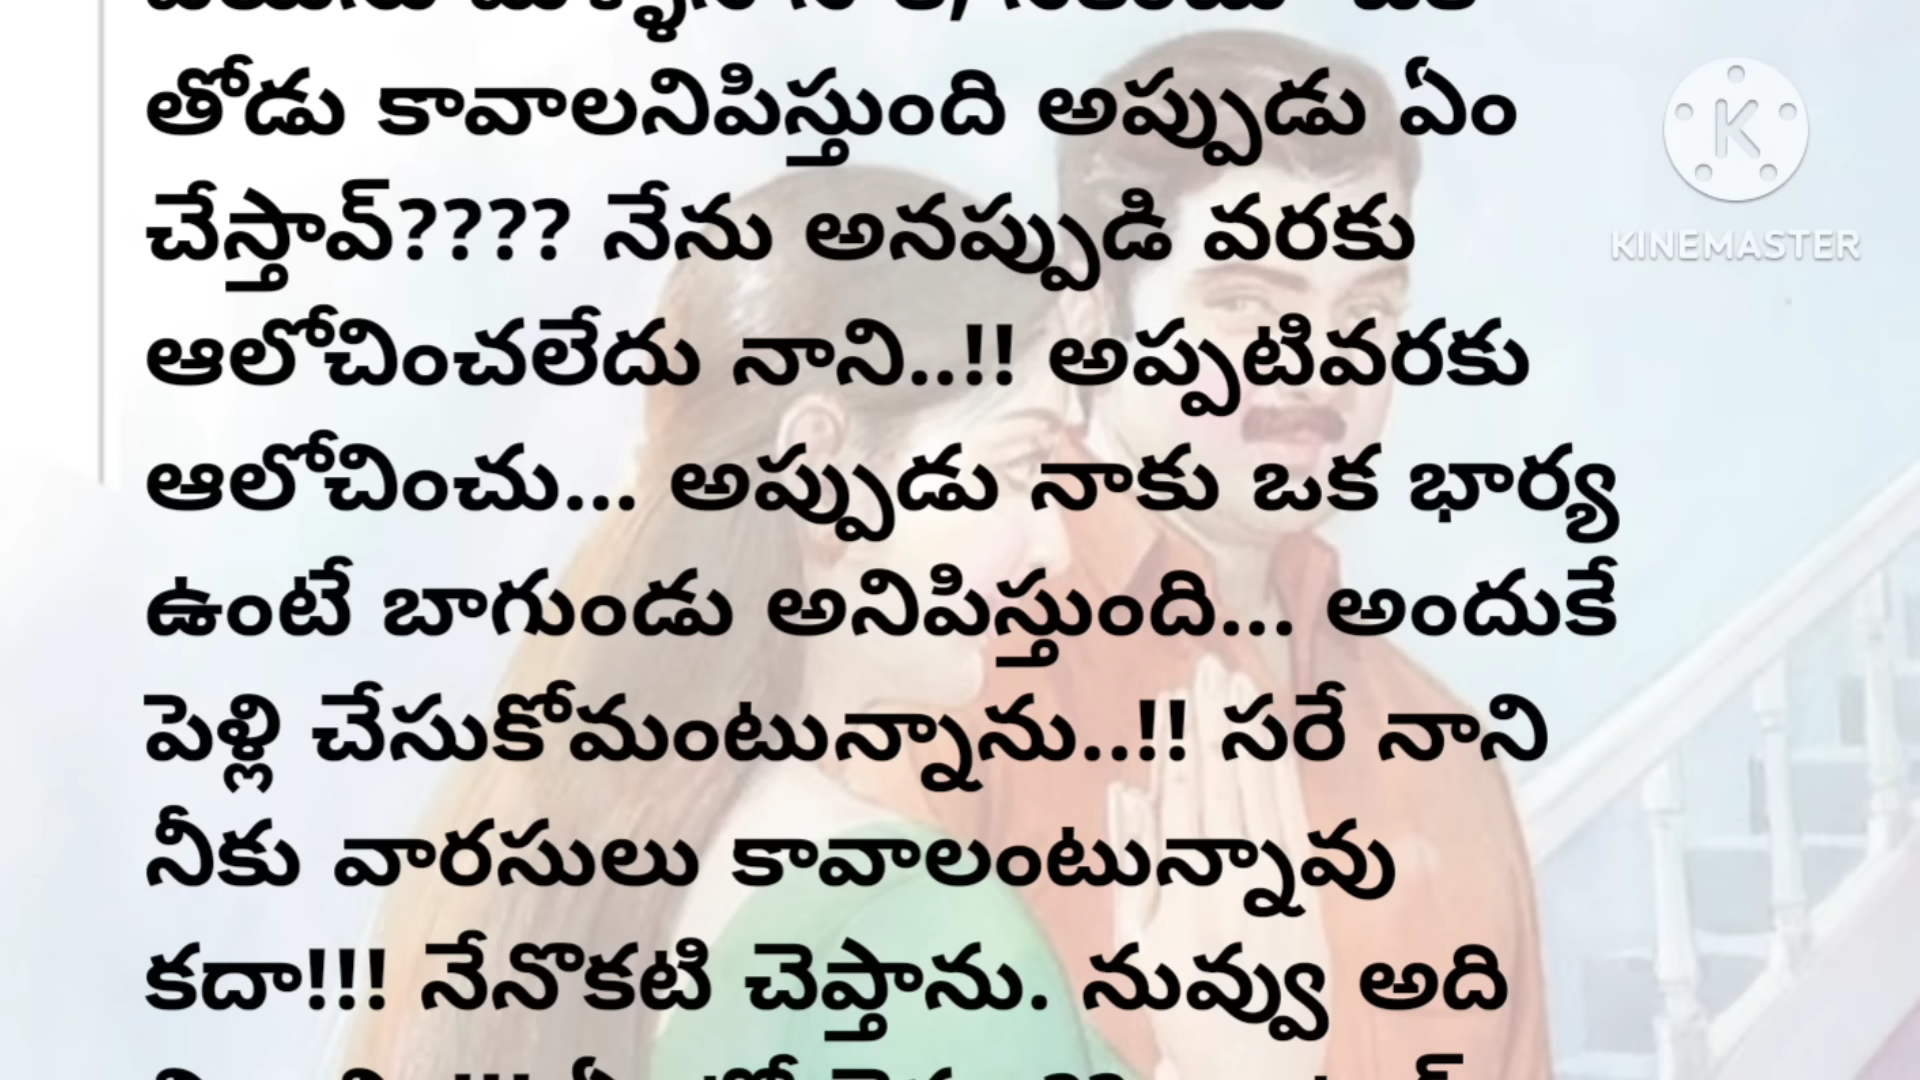 తోడు కావాలనిపిస్తుంది అప్పుడు ఏం
చేస్తావ్???? నేను అనప్పుడి వరకు
ఆలోచించలేదు నాని..!! అప్పటివరకు
ఆలోచించు... అప్పుడు నాకు ఒక భార్య
ఉంటే బాగుండు అనిపిస్తుంది... అందుకే
పెళ్లి చేసుకోమంటున్నాను..!! సరే నాని
నీకు వారసులు కావాలంటున్నావు
కదా!!! నేనొకటి చెప్తాను. నువ్వు అది
K
KINEMASTER